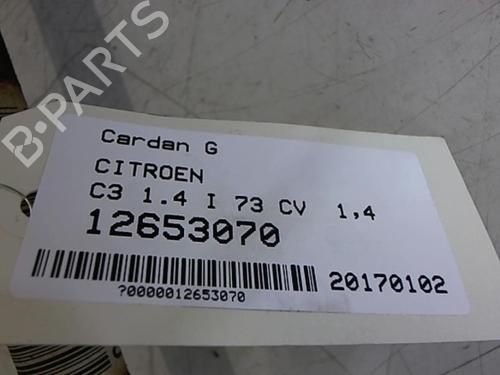 B-PARTS
Cardan G
CITROEN
C3 1.4 I 73 CV 1,4
12653070
20170102
?0000012653070